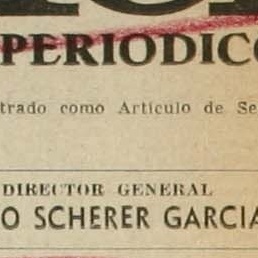 PERIODICO
trado como Articulo de Se
DIRECTOR GENERAL
O SCHERER GARCIA